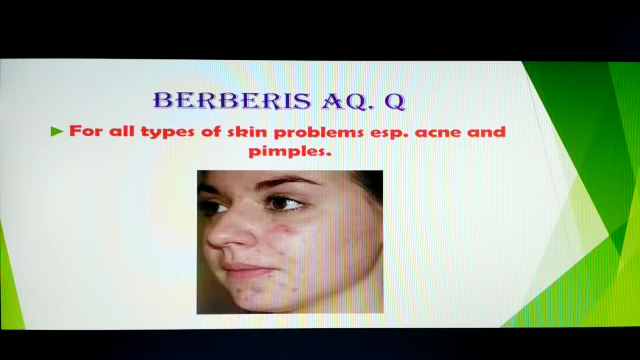 BERBERIS AQ. Q
For all types of skin problems esp. acne and
pimples.